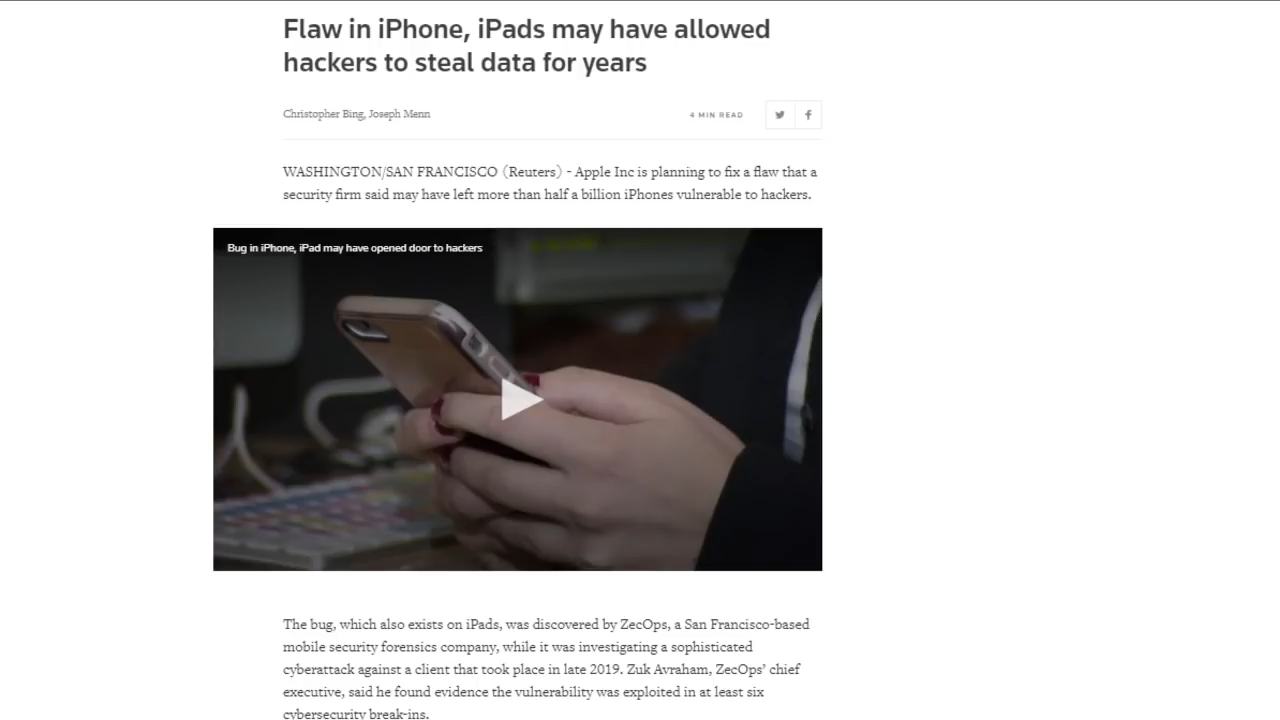 Flaw in iPhone, iPads may have allowed
hackers to steal data for years
Christopher Bing, Joseph Menn
4 MIN READ
WASHINGTON/SAN FRANCISCO (Reuters) - Apple Inc is planning to fix a flaw that a
security firm said may have left more than half a billion iPhones vulnerable to hackers.
Bug in iPhone, iPad may have opened door to hackers
The bug, which also exists on iPads, was discovered by ZecOps, a San Francisco-based
mobile security forensics company, while it was investigating a sophisticated
cyberattack against a client that took place in late 2019. Zuk Avraham, ZecOps’ chief
executive, said he found evidence the vulnerability was exploited in at least six
cybersecurity break-ins.